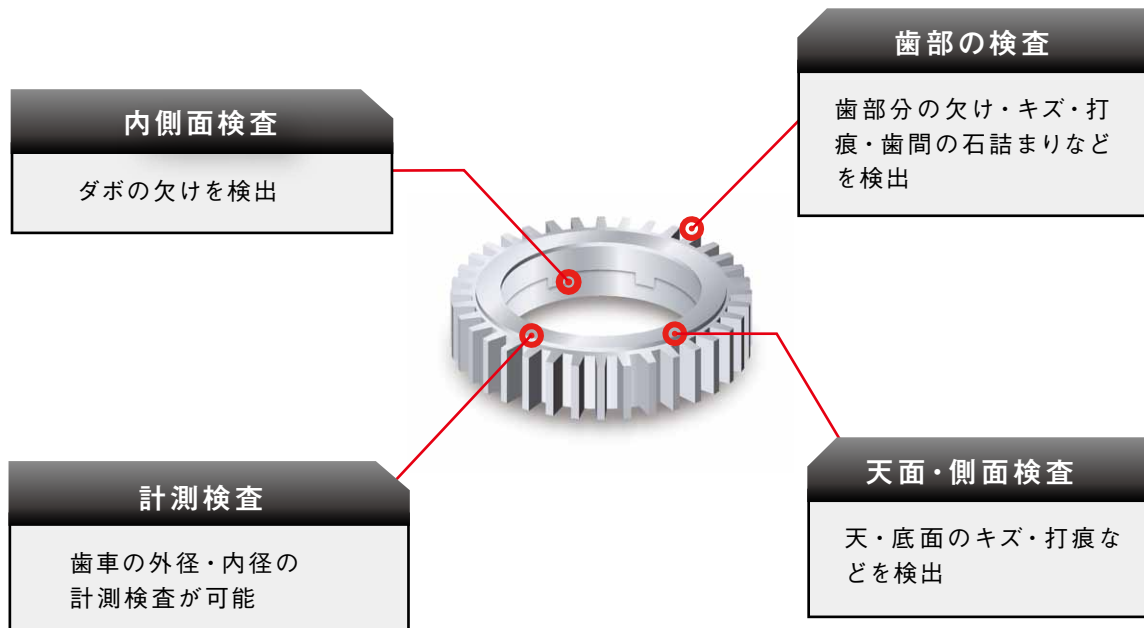 内側面検査
ダボの欠けを検出
歯部の検査
歯部分の欠け・キズ・打
痕・歯間の石詰まりなど
を検出
計測検査
歯車の外径・内径の
計測検査が可能
天面・側面検査
天・底面のキズ・打痕な
どを検出